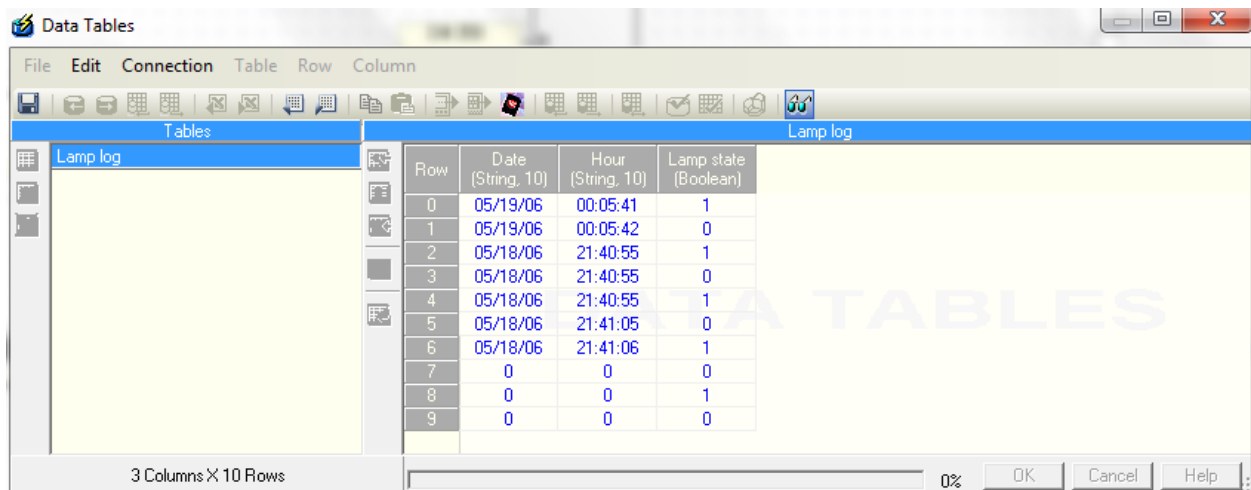 Data Tables
File Edit Connection Table Row Column
Tables
Lamp log
Lamp log
Row Date (String, 10) Hour (String, 10) Lamp state (Boolean)
0 05/19/06 00:05:41 1
1 05/19/06 00:05:42 0
2 05/18/06 21:40:55 1
3 05/18/06 21:40:55 0
4 05/18/06 21:40:55 1
5 05/18/06 21:41:05 0
6 05/18/06 21:41:06 1
7 0 0 0
8 0 0 1
9 0 0 0
DATA TABLES
3 Columns X 10 Rows
0% OK Cancel Help